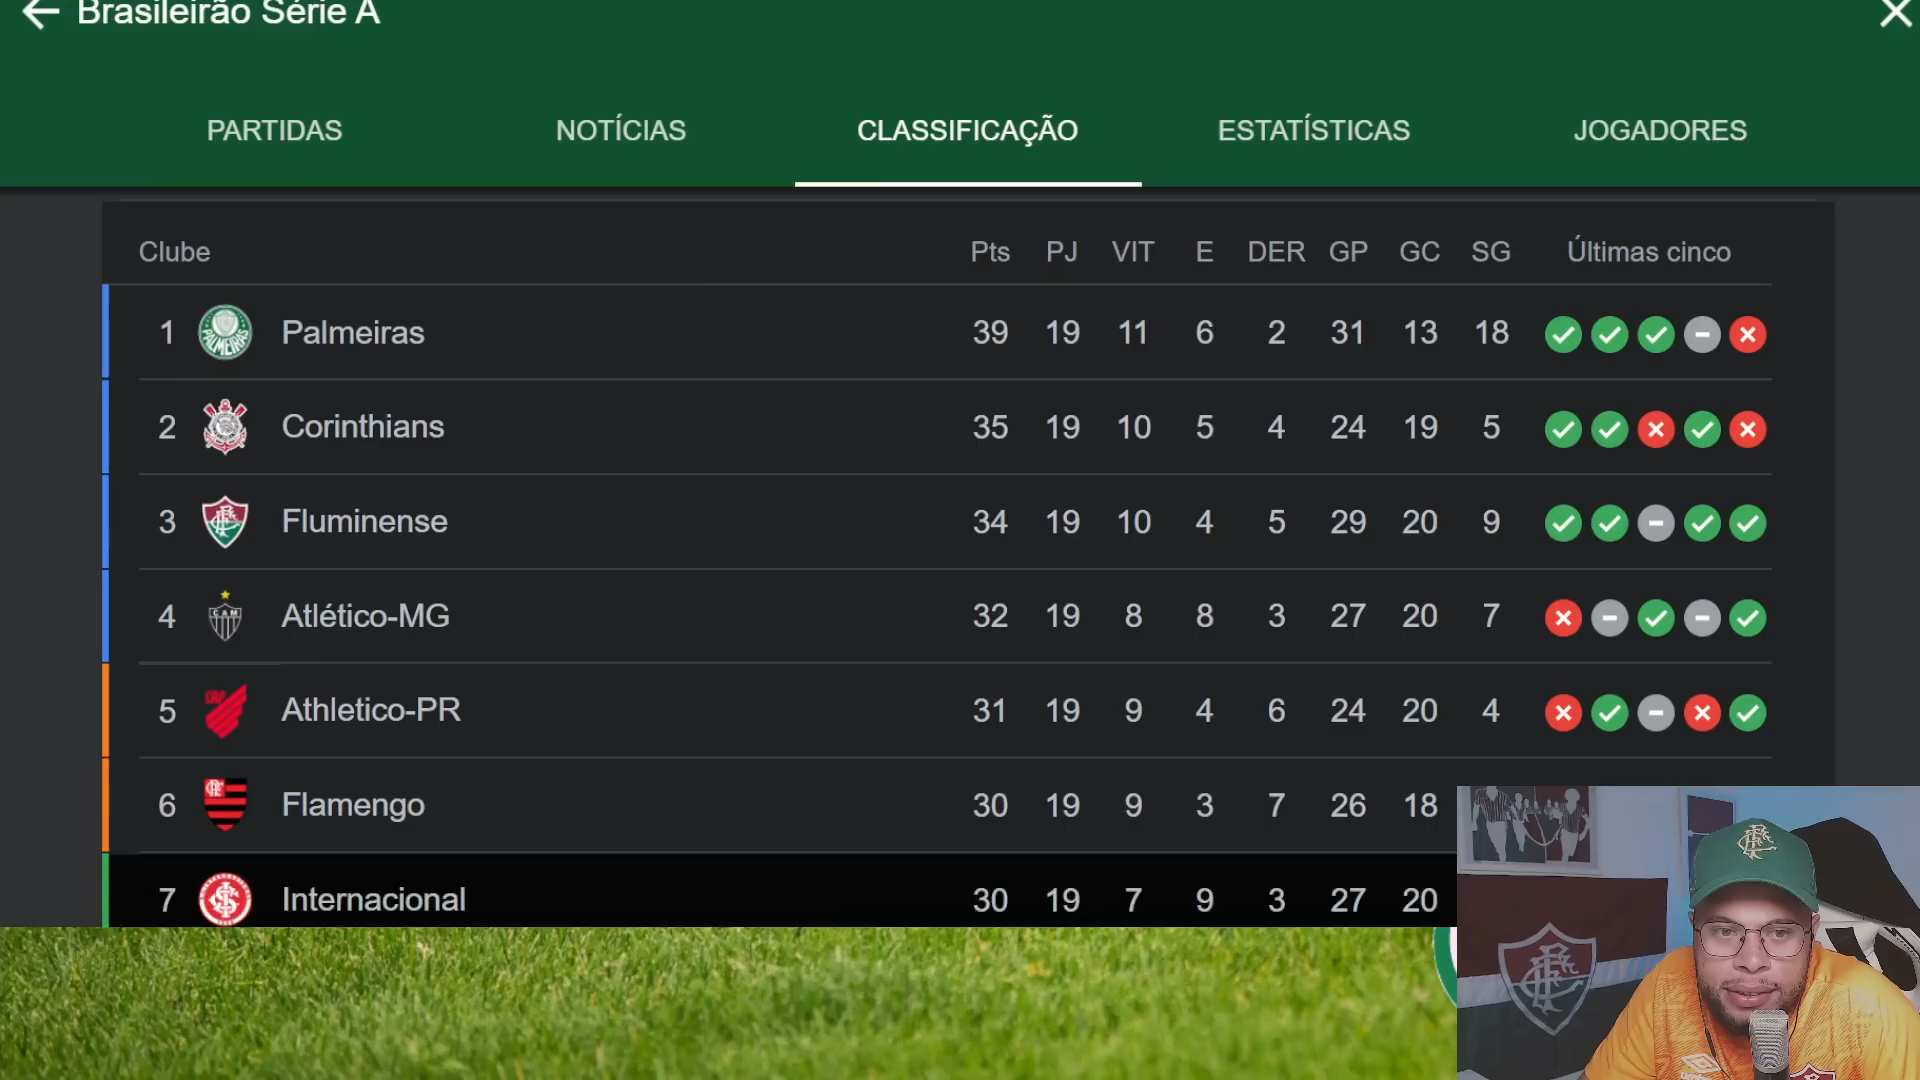 Brasileirão Série A
PARTIDAS NOTÍCIAS CLASSIFICAÇÃO ESTATÍSTICAS JOGADORES
Clube Pts PJ VIT E DER GP GC SG Últimas cinco
1 PALMEIRAS Palmeiras 39 19 11 6 2 31 13 18
2 Corinthians 35 19 10 5 4 24 19 5
3 Fluminense 34 19 10 4 5 29 20 9
4 CAM Atlético-MG 32 19 8 8 3 27 20 7
5 CAP Athletico-PR 31 19 9 4 6 24 20 4
6 Flamengo 30 19 9 3 7 26 18
7 Internacional 30 19 7 9 3 27 20